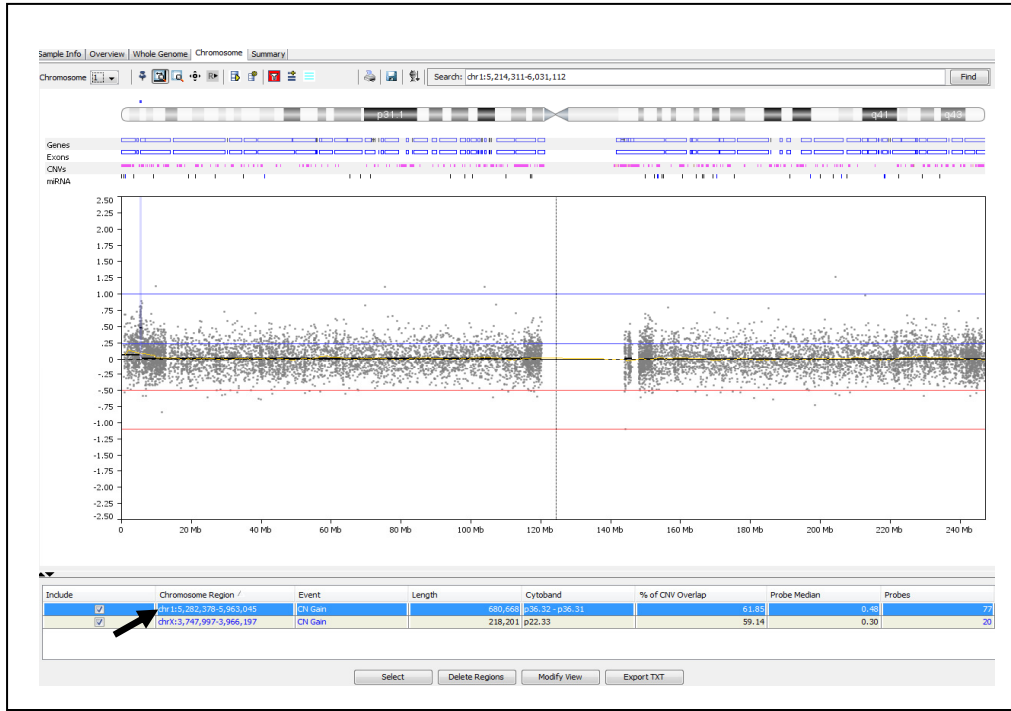 Sample Info Overview Whole Genome Chromosome Summary
Chromosome 1 Search: chr1:5,214,311-6,031,112 Find
p31.1 q41 q43
Genes
Exons
CNVs
miRNA
2.50
2.25
2.00
1.75
1.50
1.25
1.00
.75
.50
.25
0
-.25
-.50
-.75
-1.00
-1.25
-1.50
-1.75
-2.00
-2.25
-2.50
0 20 Mb 40 Mb 60 Mb 80 Mb 100 Mb 120 Mb 140 Mb 160 Mb 180 Mb 200 Mb 220 Mb 240 Mb
Include Chromosome Region / Event Length Cytoband % of CNV Overlap Probe Median Probes
chr1:5,282,378-5,963,045 CN Gain 680,668 p36.32 - p36.31 61.85 0.48 77
chrX:3,747,997-3,966,197 CN Gain 218,201 p22.33 59.14 0.30 20
Select Delete Regions Modify View Export TXT